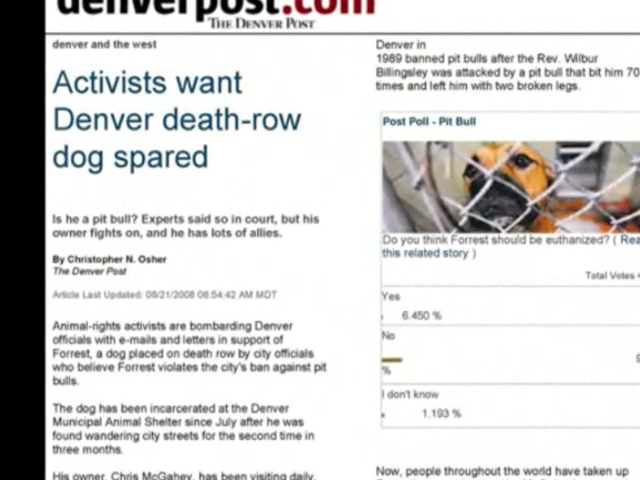 denverpost.com
THE DENVER POST
denver and the west
Activists want
Denver death-row
dog spared
Is he a pit bull? Experts said so in court, but his
owner fights on, and he has lots of allies.
By Christopher N. Osher
The Denver Post
Article Last Updated: 08/21/2008 06:54:42 AM MDT
Animal-rights activists are bombarding Denver
officials with e-mails and letters in support of
Forrest, a dog placed on death row by city officials
who believe Forrest violates the city's ban against pit
bulls.
The dog has been incarcerated at the Denver
Municipal Animal Shelter since July after he was
found wandering city streets for the second time in
three months.
His owner, Chris McGahey, has been visiting daily,
Denver in
1989 banned pit bulls after the Rev. Wilbur
Billingsley was attacked by a pit bull that bit him 70
times and left him with two broken legs.
Post Poll - Pit Bull
Do you think Forrest should be euthanized? ( Rea
this related story )
Total Votes
Yes
6.450 %
No
%
I don't know
1.193 %
Now, people throughout the world have taken up